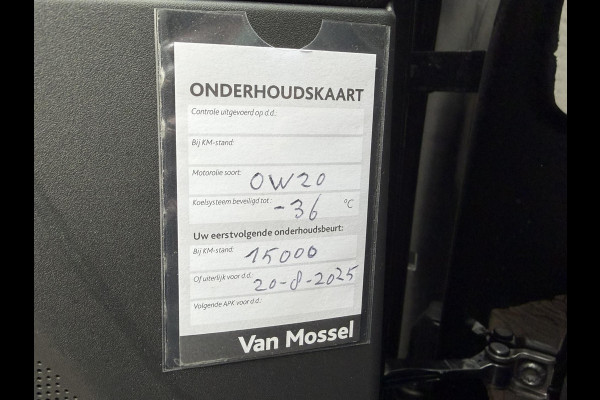 ONDERHOUDSKAART
Controle uitgevoerd op d.d.:
Bij KM-stand:
Motorolie soort: 0W20
Koelsysteem beveiligd tot: -36 °C
Uw eerstvolgende onderhoudsbeurt:
Bij KM-stand: 15000
Of uiterlijk voor d.d.: 20-8-2025
Volgende APK voor d.d.:
Van Mossel